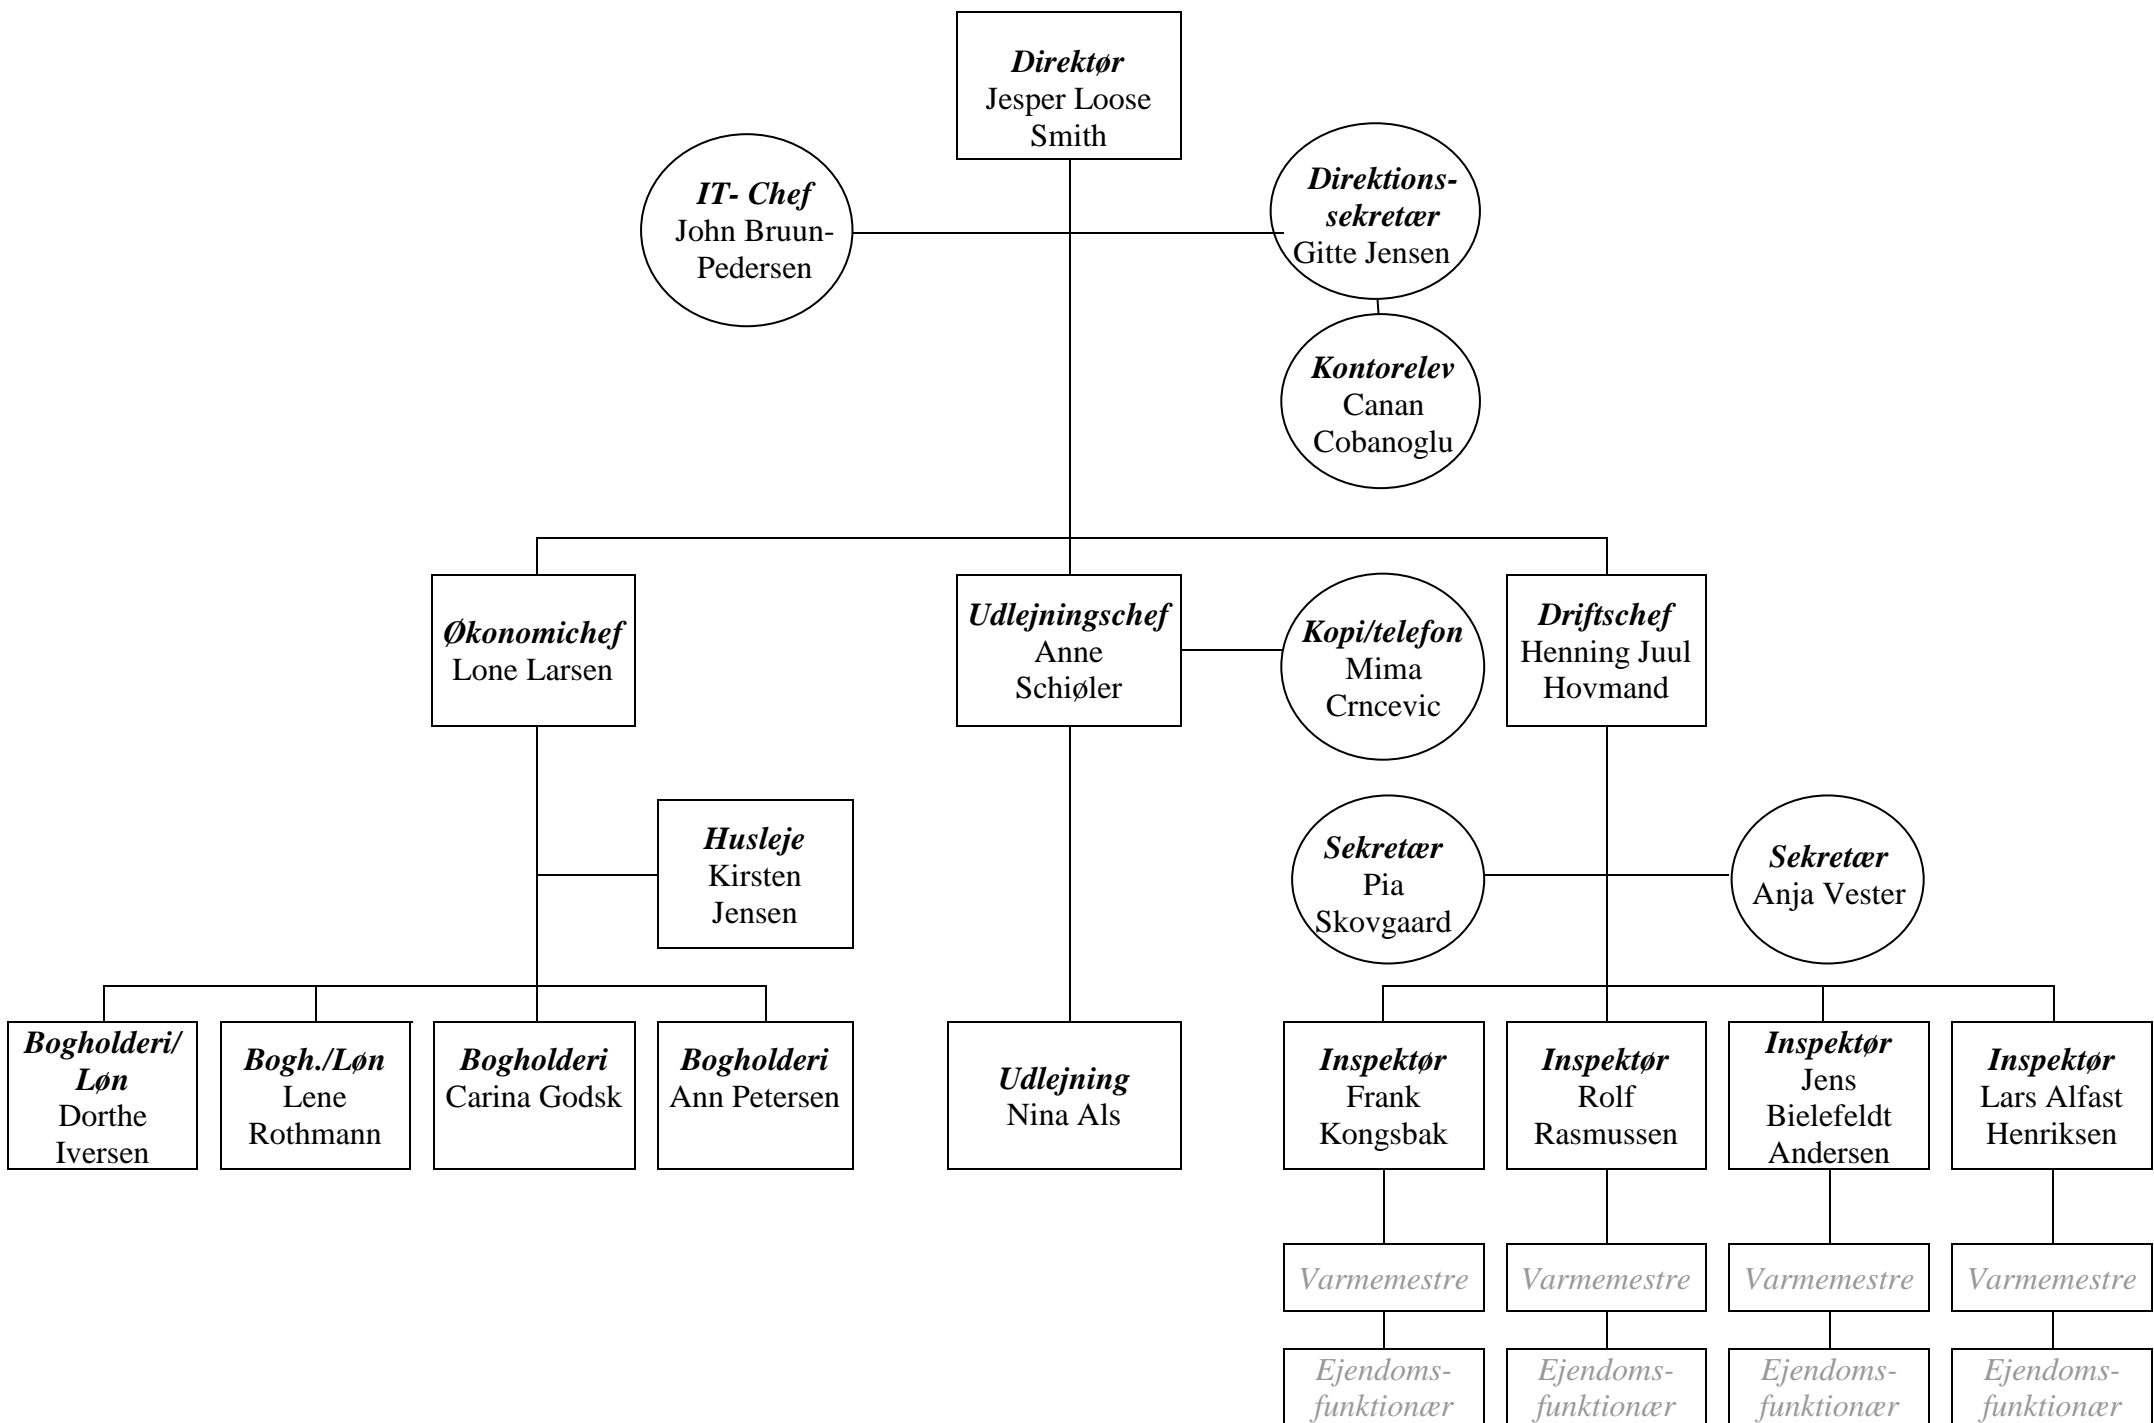 Direktør
Jesper Loose
Smith
IT- Chef
John Bruun-
Pedersen
Direktions-
sekretær
Gitte Jensen
Kontorelev
Canan
Cobanoglu
Økonomichef
Lone Larsen
Udlejningschef
Anne
Schiøler
Kopi/telefon
Mima
Crncevic
Driftschef
Henning Juul
Hovmand
Husleje
Kirsten
Jensen
Sekretær
Pia
Skovgaard
Sekretær
Anja Vester
Bogholderi/
Løn
Dorthe
Iversen
Bogh./Løn
Lene
Rothmann
Bogholderi
Carina Godsk
Bogholderi
Ann Petersen
Udlejning
Nina Als
Inspektør
Frank
Kongsbak
Inspektør
Rolf
Rasmussen
Inspektør
Jens
Bielefeldt
Andersen
Inspektør
Lars Alfast
Henriksen
Varmemestre
Varmemestre
Varmemestre
Varmemestre
Ejendoms-
funktionær
Ejendoms-
funktionær
Ejendoms-
funktionær
Ejendoms-
funktionær